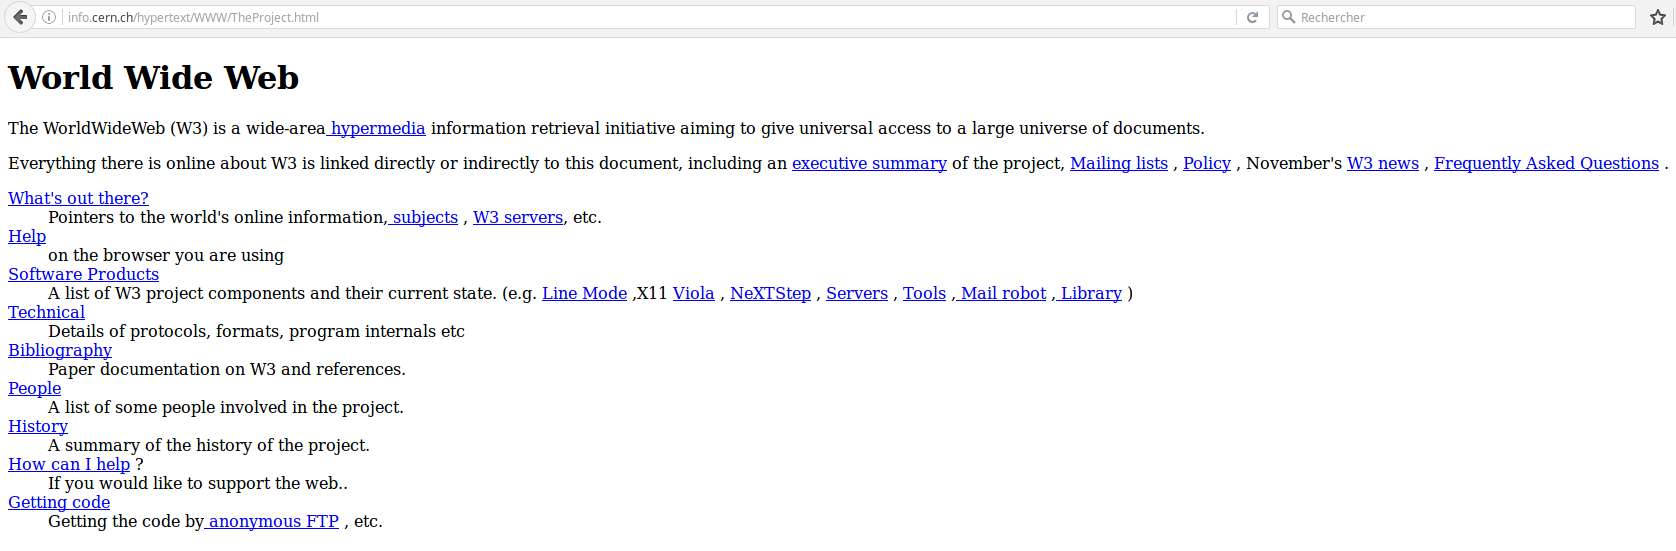 info.cern.ch/hypertext/WWW/TheProject.html
Rechercher
World Wide Web
The WorldWideWeb (W3) is a wide-area hypermedia information retrieval initiative aiming to give universal access to a large universe of documents.
Everything there is online about W3 is linked directly or indirectly to this document, including an executive summary of the project, Mailing lists , Policy , November's W3 news , Frequently Asked Questions .
What's out there?
Pointers to the world's online information, subjects , W3 servers, etc.
Help
on the browser you are using
Software Products
A list of W3 project components and their current state. (e.g. Line Mode ,X11 Viola , NeXTStep , Servers , Tools , Mail robot , Library )
Technical
Details of protocols, formats, program internals etc
Bibliography
Paper documentation on W3 and references.
People
A list of some people involved in the project.
History
A summary of the history of the project.
How can I help ?
If you would like to support the web..
Getting code
Getting the code by anonymous FTP , etc.